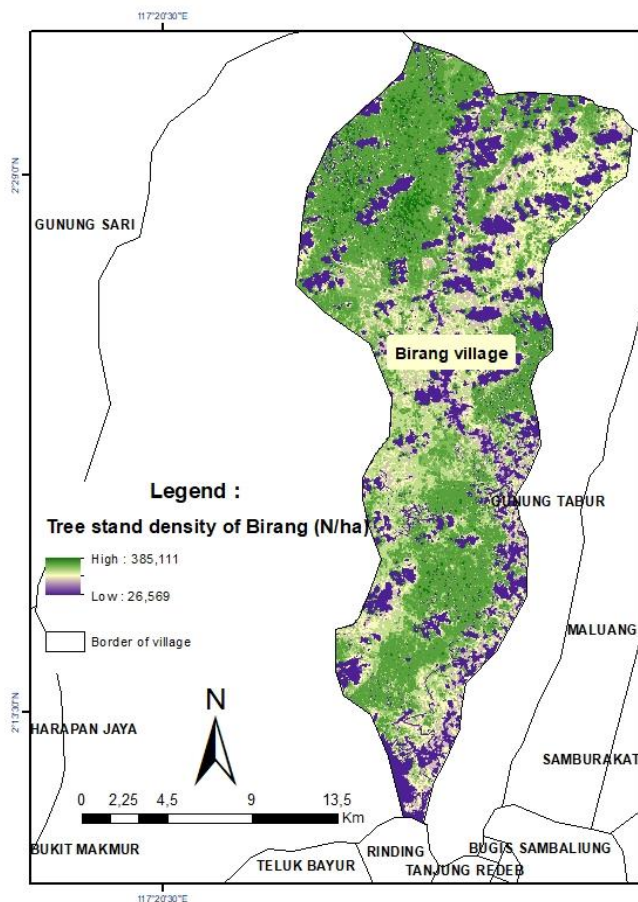 117°20'30"E
2°29'0"N
GUNUNG SARI
Birang village
Legend :
Tree stand density of Birang (N/ha)
GUNUNG TABUR
High : 385,111
Low : 26,569
Border of village
MALUANG
N
2°13'30"N
HARAPAN JAYA
SAMBURAKAT
0 2,25 4,5 9 13,5
Km
BUKIT MAKMUR
RINDING
BUGIS SAMBALIUNG
TELUK BAYUR
TANJUNG REDEB
117°20'30"E